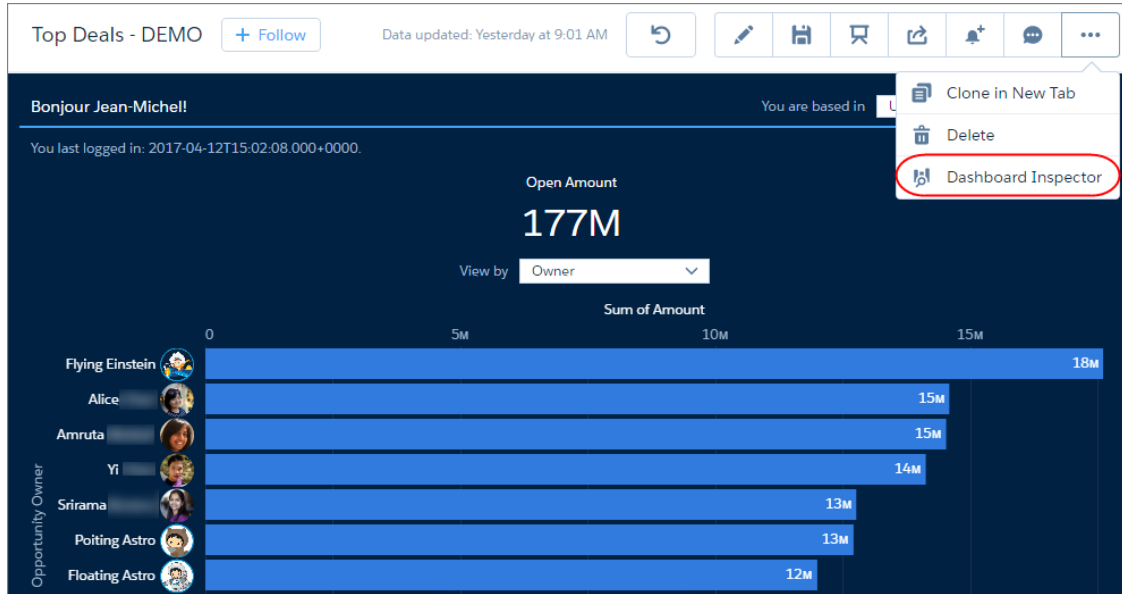 Top Deals - DEMO
+ Follow
Data updated: Yesterday at 9:01 AM
Clone in New Tab
Delete
Dashboard Inspector
Bonjour Jean-Michel!
You are based in
You last logged in: 2017-04-12T15:02:08.000+0000.
Open Amount
177M
View by Owner
Sum of Amount
0 5M 10M 15M
Opportunity Owner
Flying Einstein 18M
Alice 15M
Amruta 15M
Yi 14M
Srirama 13M
Poiting Astro 13M
Floating Astro 12M